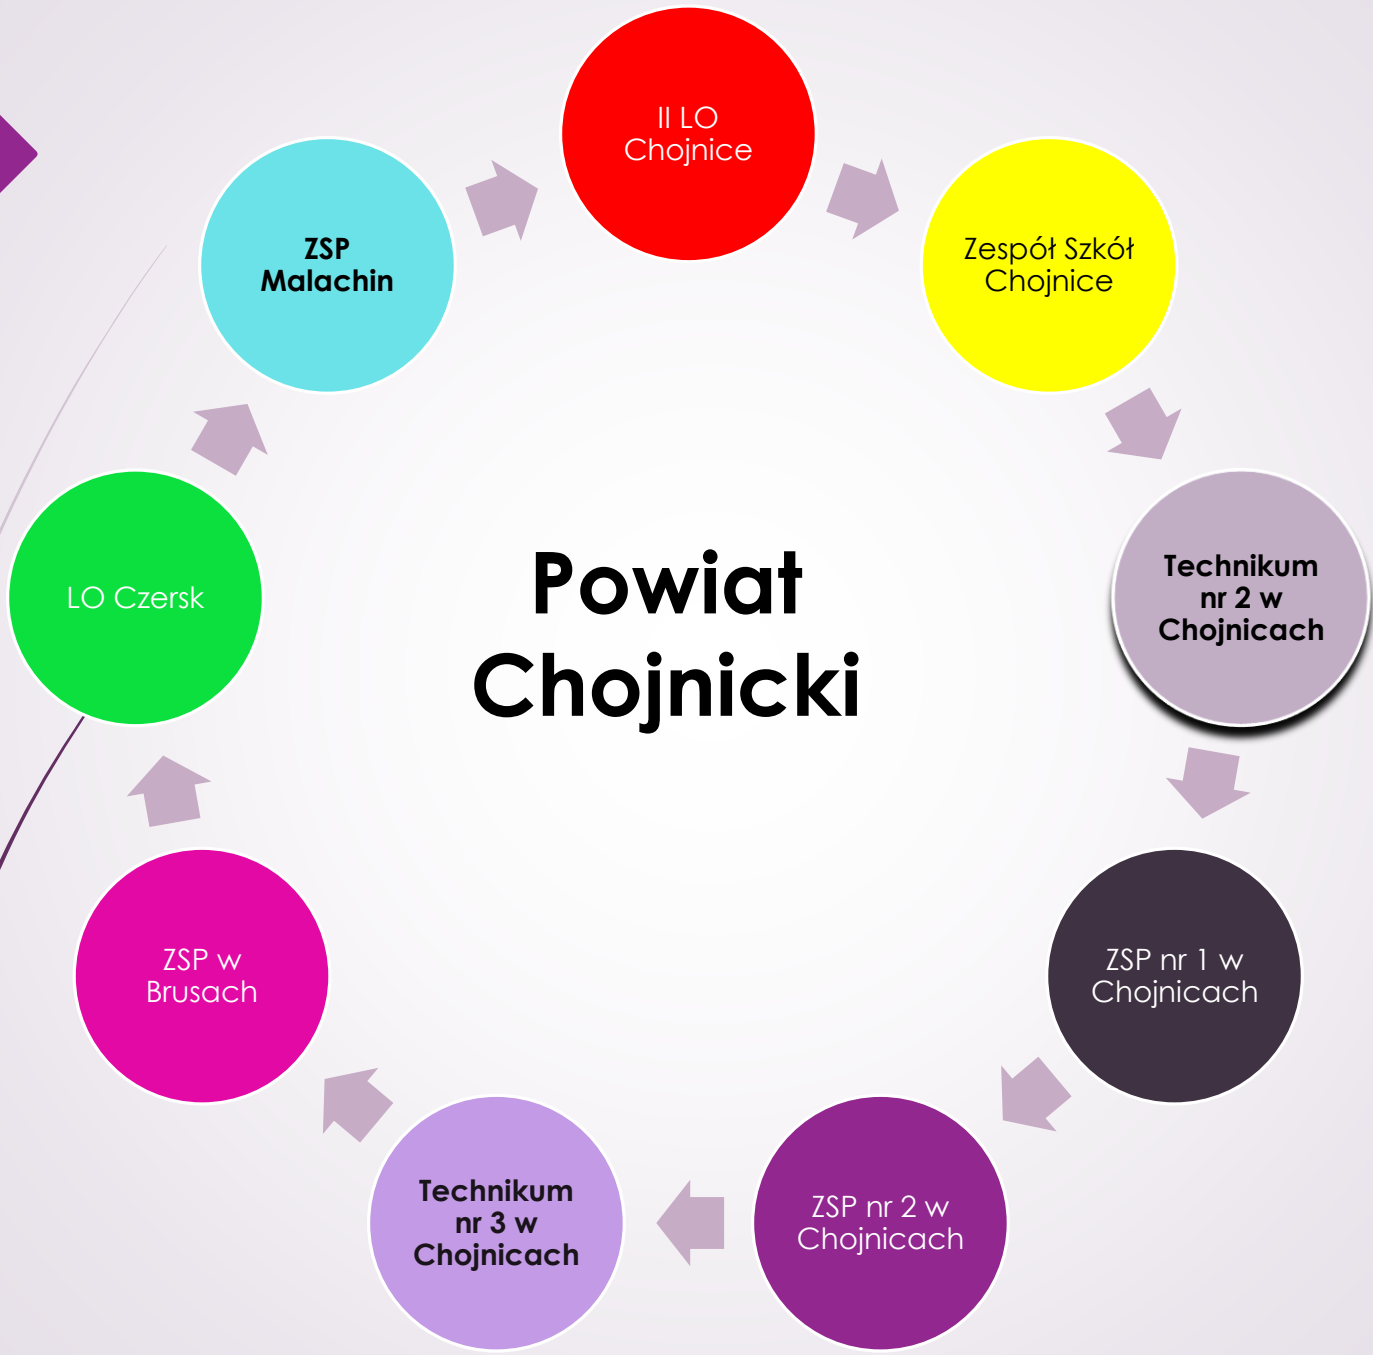 II LO
Chojnice
Zespół Szkół
Chojnice
Technikum
nr 2 w
Chojnicach
ZSP nr 1 w
Chojnicach
ZSP nr 2 w
Chojnicach
Technikum
nr 3 w
Chojnicach
ZSP w
Brusach
LO Czersk
ZSP
Malachin
Powiat
Chojnicki